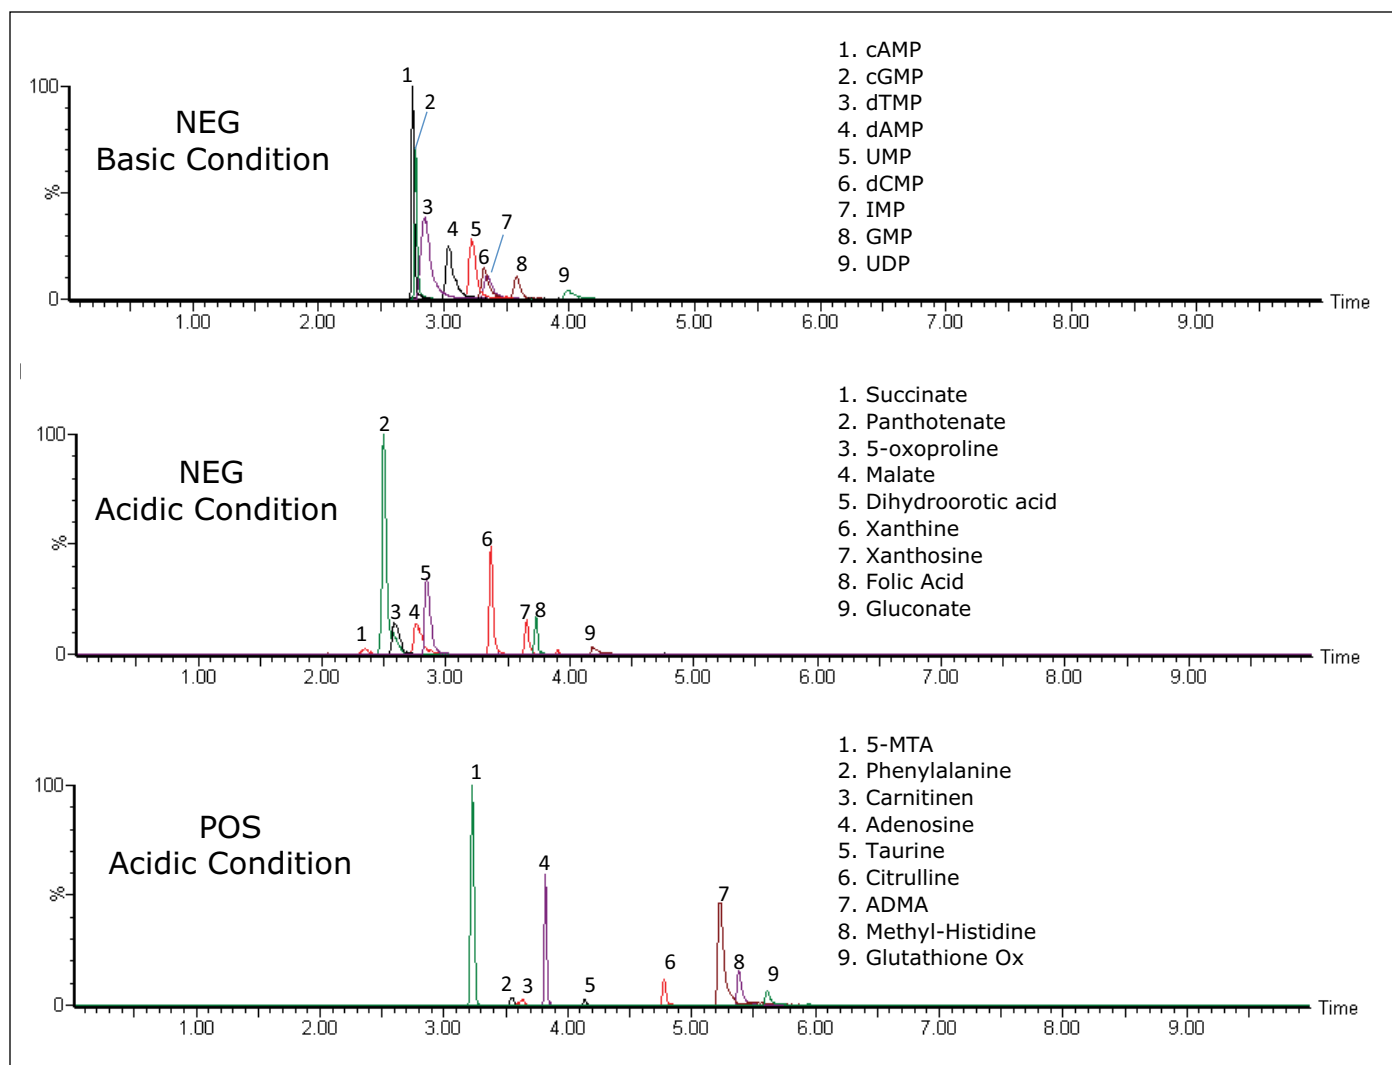 1. cAMP
2. cGMP
3. dTMP
4. dAMP
5. UMP
6. dCMP
7. IMP
8. GMP
9. UDP
NEG
Basic Condition
100
%
0
1 2 3 4 5 6 7 8 9
1.00 2.00 3.00 4.00 5.00 6.00 7.00 8.00 9.00 Time
1. Succinate
2. Panthotenate
3. 5-oxoproline
4. Malate
5. Dihydroorotic acid
6. Xanthine
7. Xanthosine
8. Folic Acid
9. Gluconate
NEG
Acidic Condition
100
%
0
1 2 3 4 5 6 7 8 9
1.00 2.00 3.00 4.00 5.00 6.00 7.00 8.00 9.00 Time
1. 5-MTA
2. Phenylalanine
3. Carnitinen
4. Adenosine
5. Taurine
6. Citrulline
7. ADMA
8. Methyl-Histidine
9. Glutathione Ox
POS
Acidic Condition
100
%
0
1 2 3 4 5 6 7 8 9
1.00 2.00 3.00 4.00 5.00 6.00 7.00 8.00 9.00 Time